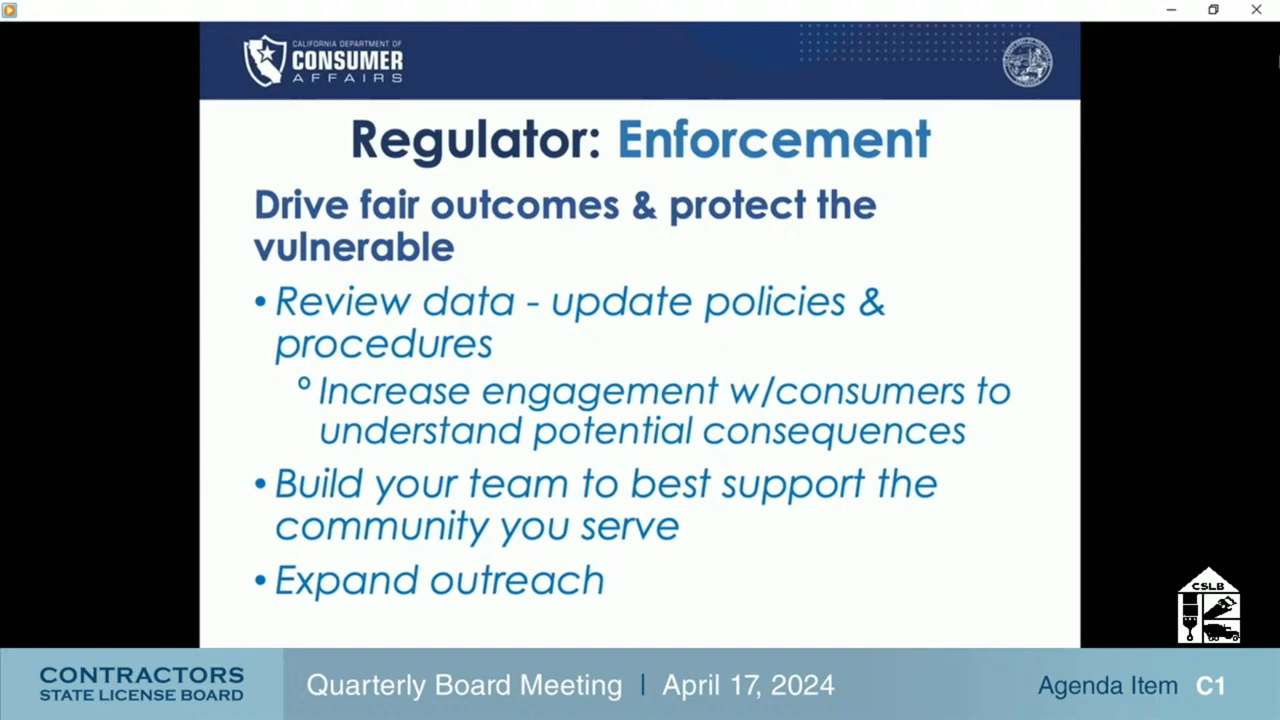 CALIFORNIA DEPARTMENT OF
CONSUMER
AFFAIRS
Regulator: Enforcement
Drive fair outcomes & protect the
vulnerable
• Review data - update policies &
procedures
º Increase engagement w/consumers to
understand potential consequences
• Build your team to best support the
community you serve
• Expand outreach
CSLB
CONTRACTORS
STATE LICENSE BOARD
Quarterly Board Meeting | April 17, 2024
Agenda Item C1